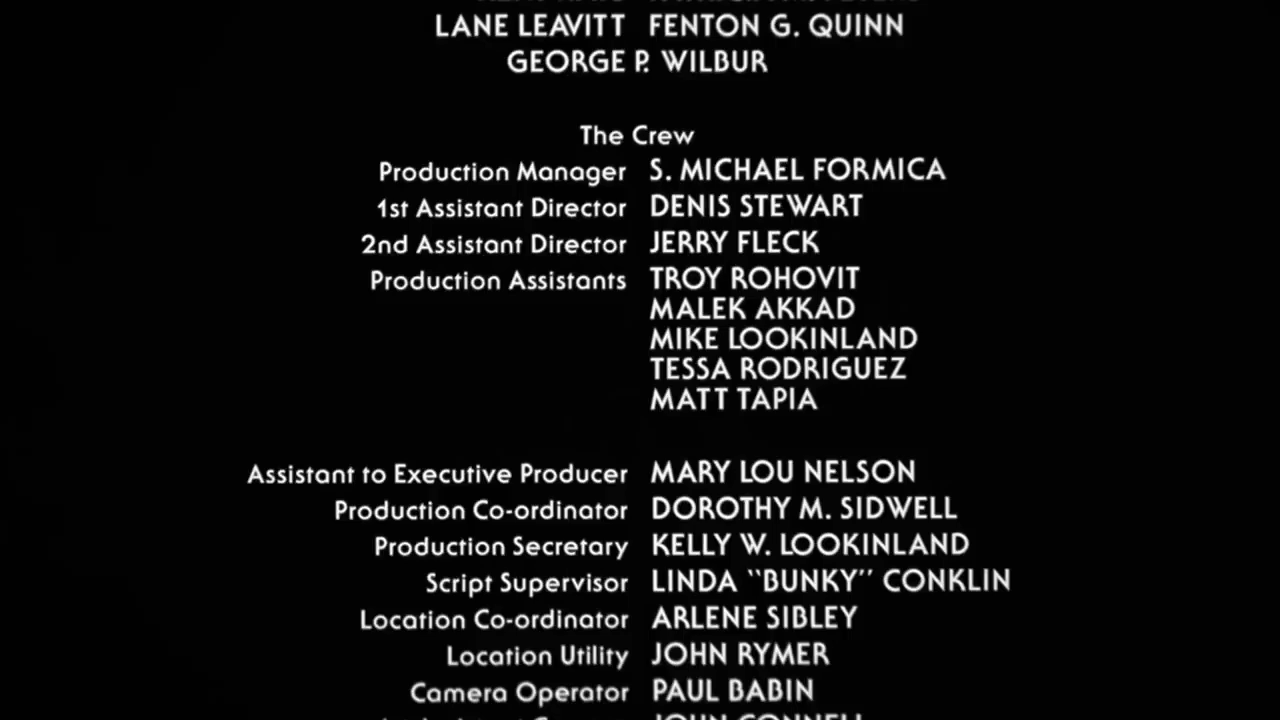 LANE LEAVITT FENTON G. QUINN
GEORGE P. WILBUR
The Crew
Production Manager S. MICHAEL FORMICA
1st Assistant Director DENIS STEWART
2nd Assistant Director JERRY FLECK
Production Assistants TROY ROHOVIT
MALEK AKKAD
MIKE LOOKINLAND
TESSA RODRIGUEZ
MATT TAPIA
Assistant to Executive Producer MARY LOU NELSON
Production Co-ordinator DOROTHY M. SIDWELL
Production Secretary KELLY W. LOOKINLAND
Script Supervisor LINDA "BUNKY" CONKLIN
Location Co-ordinator ARLENE SIBLEY
Location Utility JOHN RYMER
Camera Operator PAUL BABIN